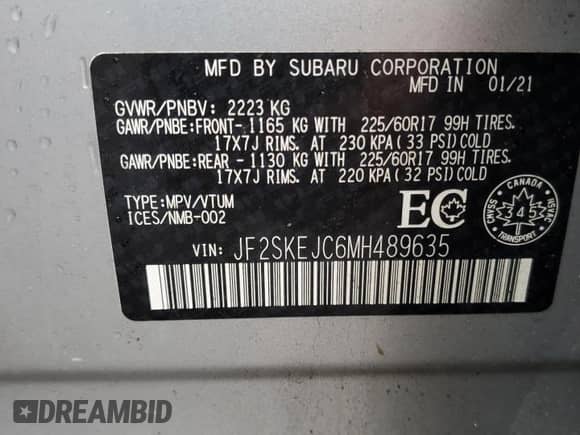 MFD BY SUBARU CORPORATION
MFD IN 01/21
GVWR/PNBV: 2223 KG
GAWR/PNBE:FRONT- 1165 KG WITH 225/60R17 99H TIRES.
17X7J RIMS. AT 230 KPA ( 33 PSI)COLD
GAWR/PNBE:REAR - 1130 KG WITH 225/60R17 99H TIRES.
17X7J RIMS. AT 220 KPA ( 32 PSI)COLD
TYPE:MPV/VTUM
ICES/NMB-002
EC
CANADA
CMVSS
345
NSVAC
VIN: JF2SKEJC6MH489635
DREAMBID